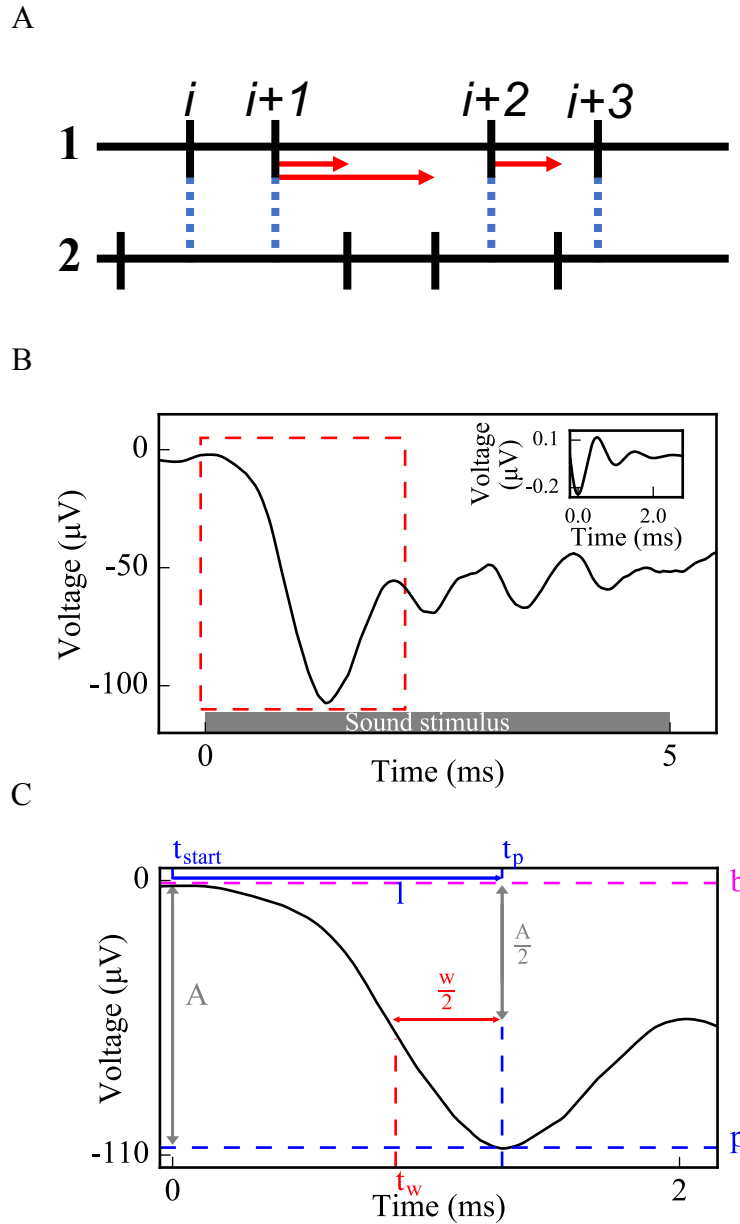 A
i i+1 i+2 i+3
1
2
B
0
-50
-100
Voltage (µV)
0.1
-0.2
Voltage
(µV)
0.0 2.0
Time (ms)
Sound stimulus
0 5
Time (ms)
C
t_start t_p
0
b
l
A/2
A
w/2
Voltage (µV)
-110
p
0 t_w 2
Time (ms)